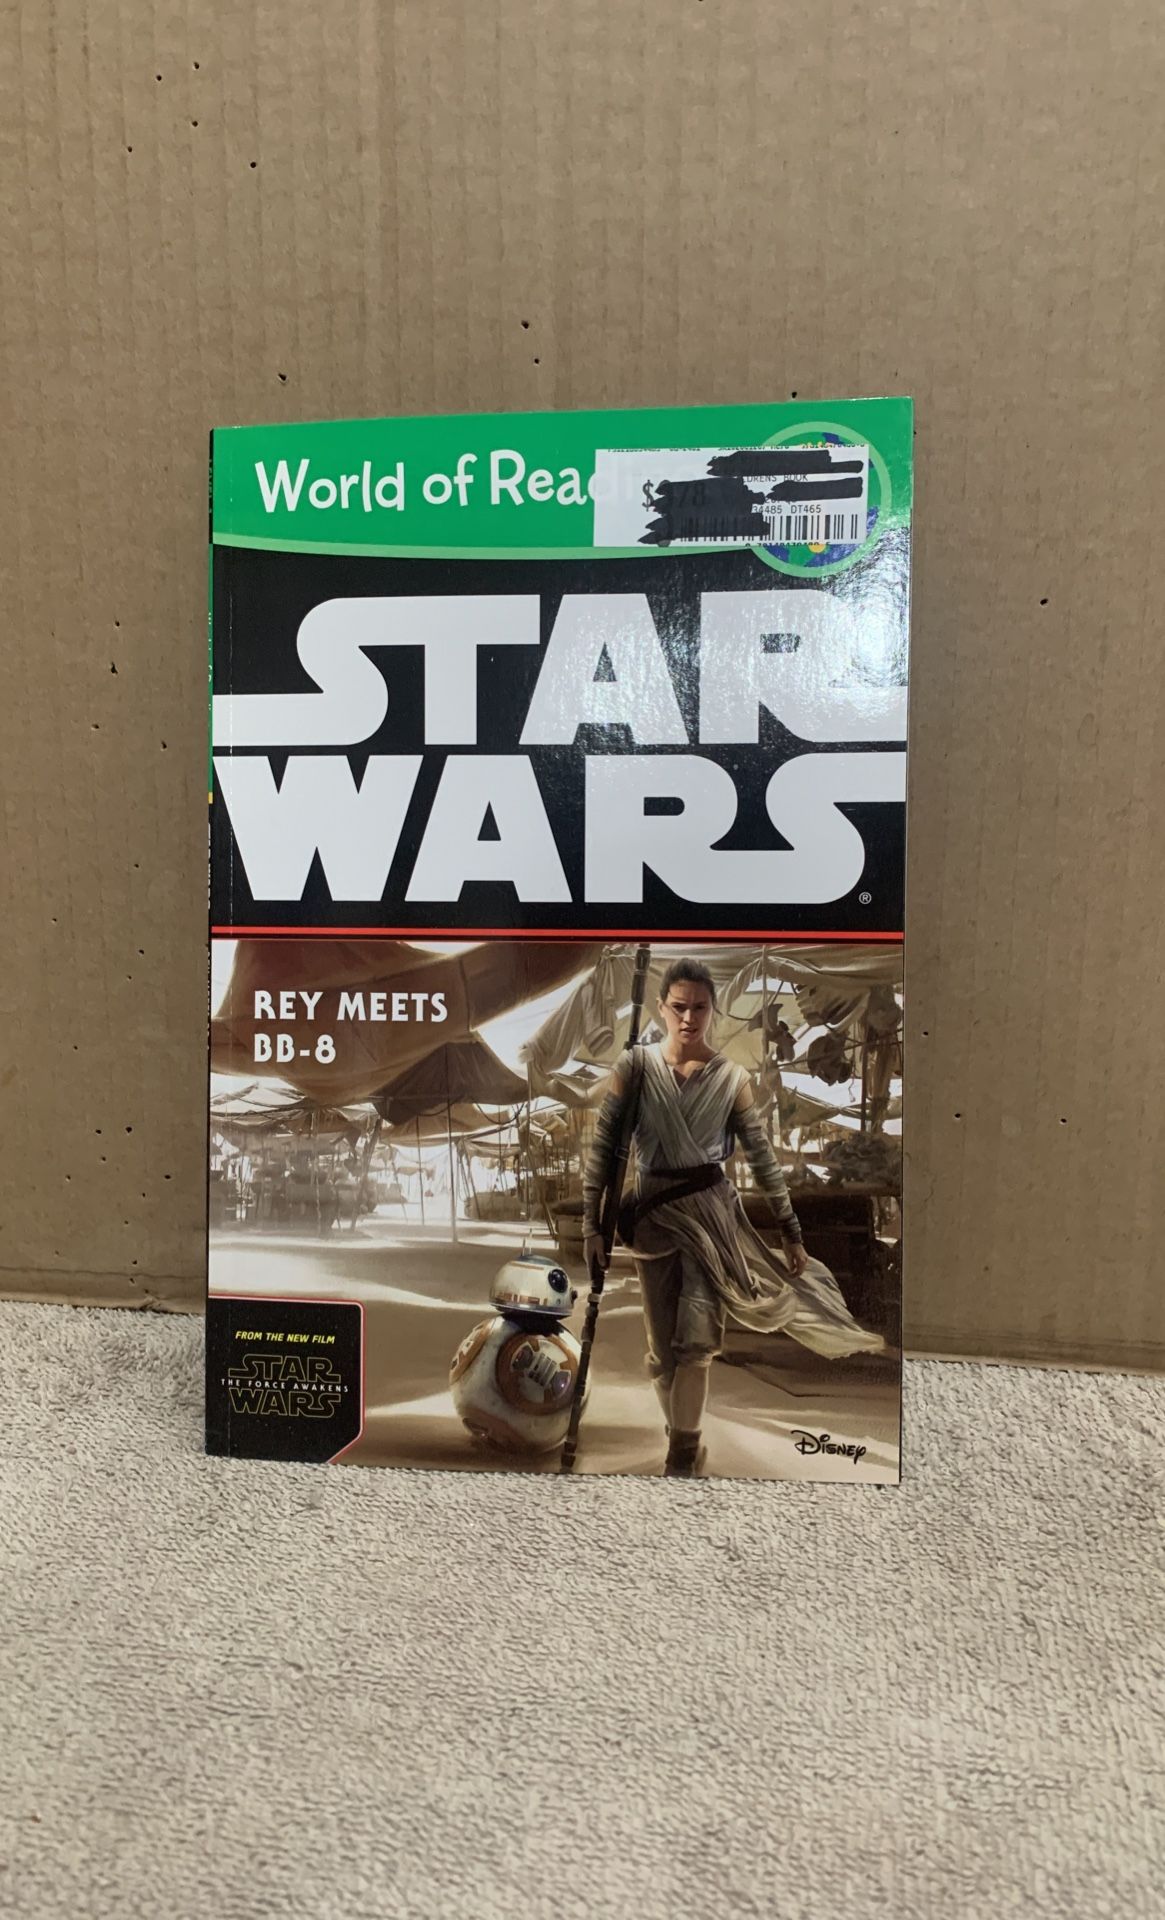 World of Rea
DRENS BOOK
34485 DT465
STAR
WARS®
REY MEETS
BB-8
FROM THE NEW FILM
STAR
THE FORCE AWAKENS
WARS
Disney